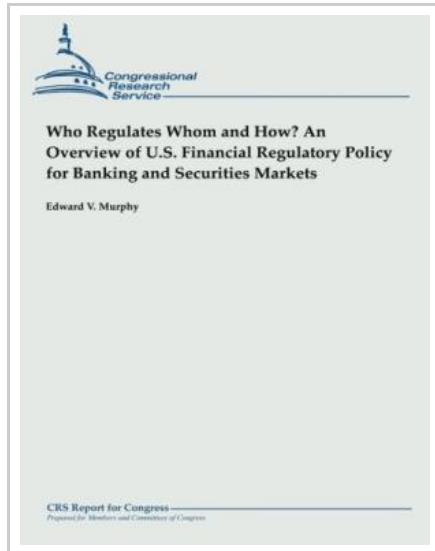 Congressional
Research
Service
Who Regulates Whom and How? An
Overview of U.S. Financial Regulatory Policy
for Banking and Securities Markets
Edward V. Murphy
CRS Report for Congress
Prepared for Members and Committees of Congress